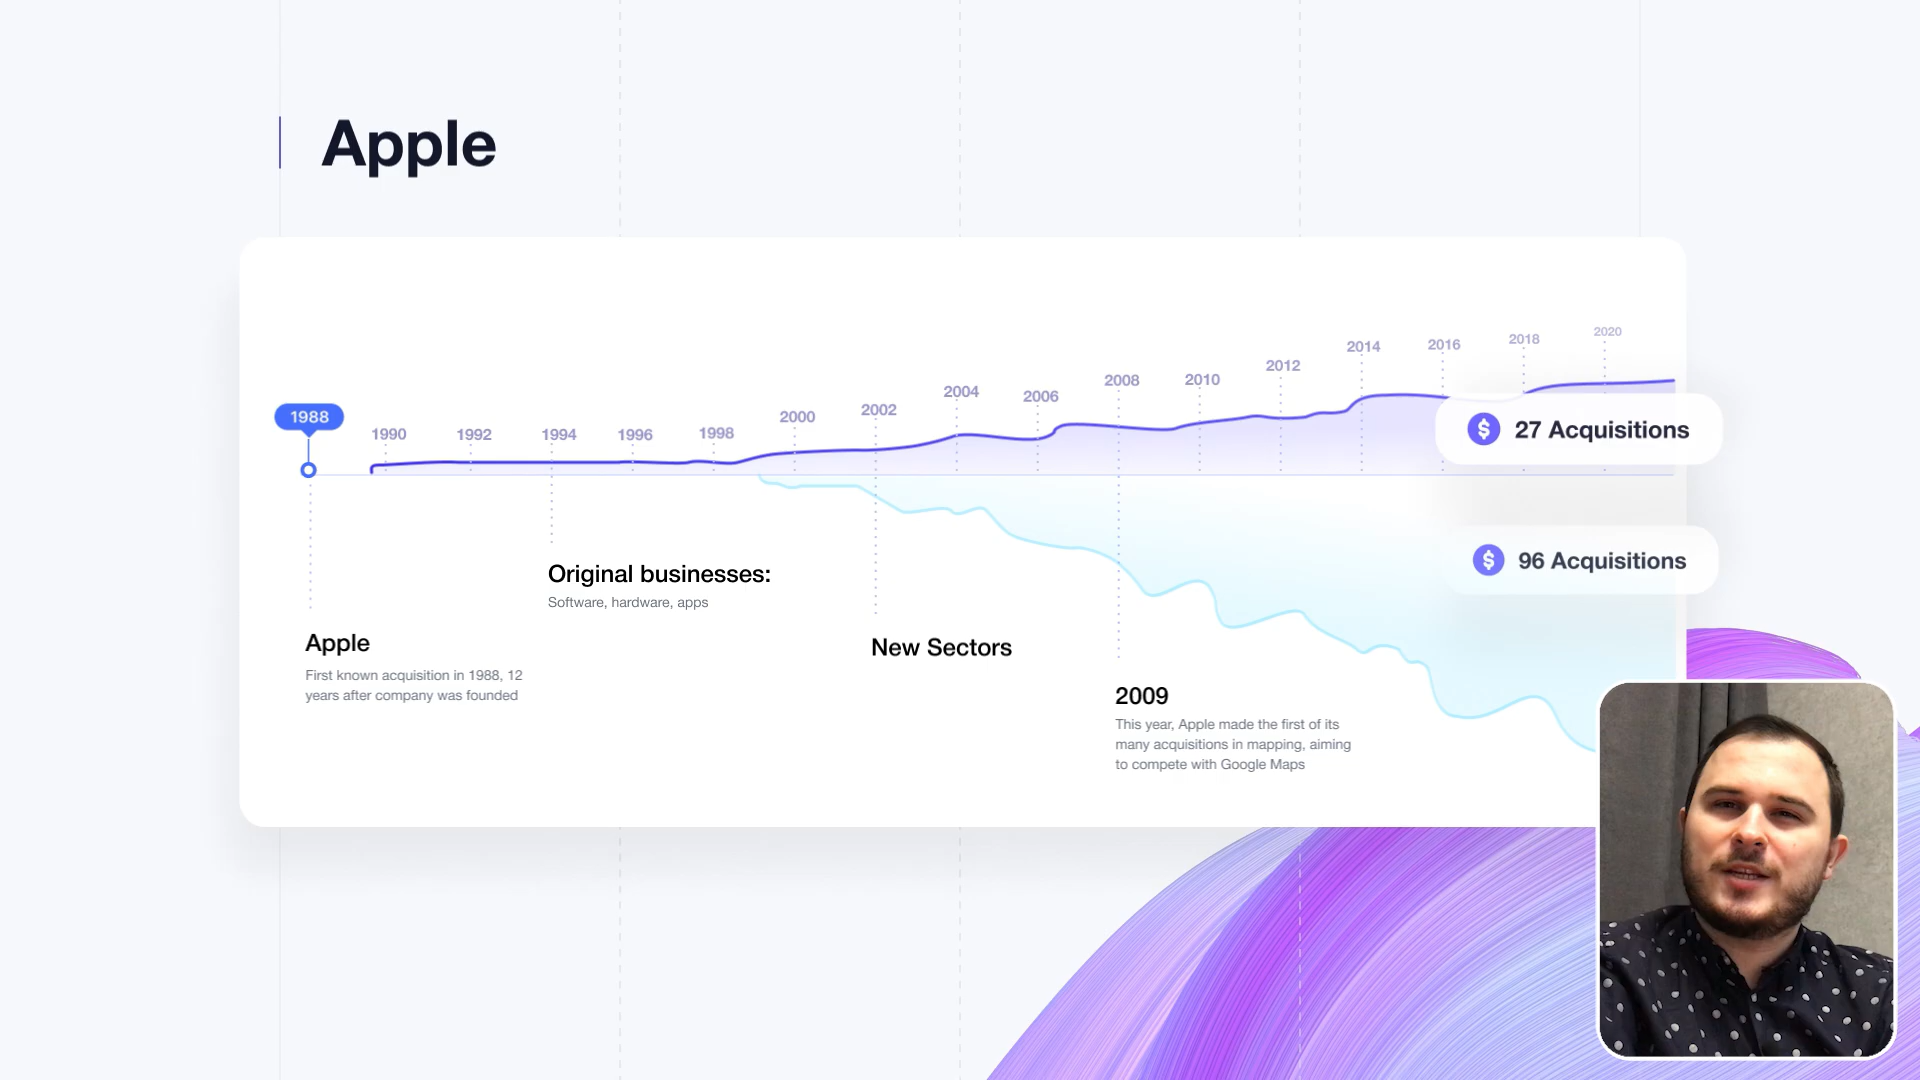 Apple
1988
1990
1992
1994
1996
1998
2000
2002
2004
2006
2008
2010
2012
2014
2016
2018
2020
$ 27 Acquisitions
$ 96 Acquisitions
Original businesses:
Software, hardware, apps
Apple
First known acquisition in 1988, 12
years after company was founded
New Sectors
2009
This year, Apple made the first of its
many acquisitions in mapping, aiming
to compete with Google Maps